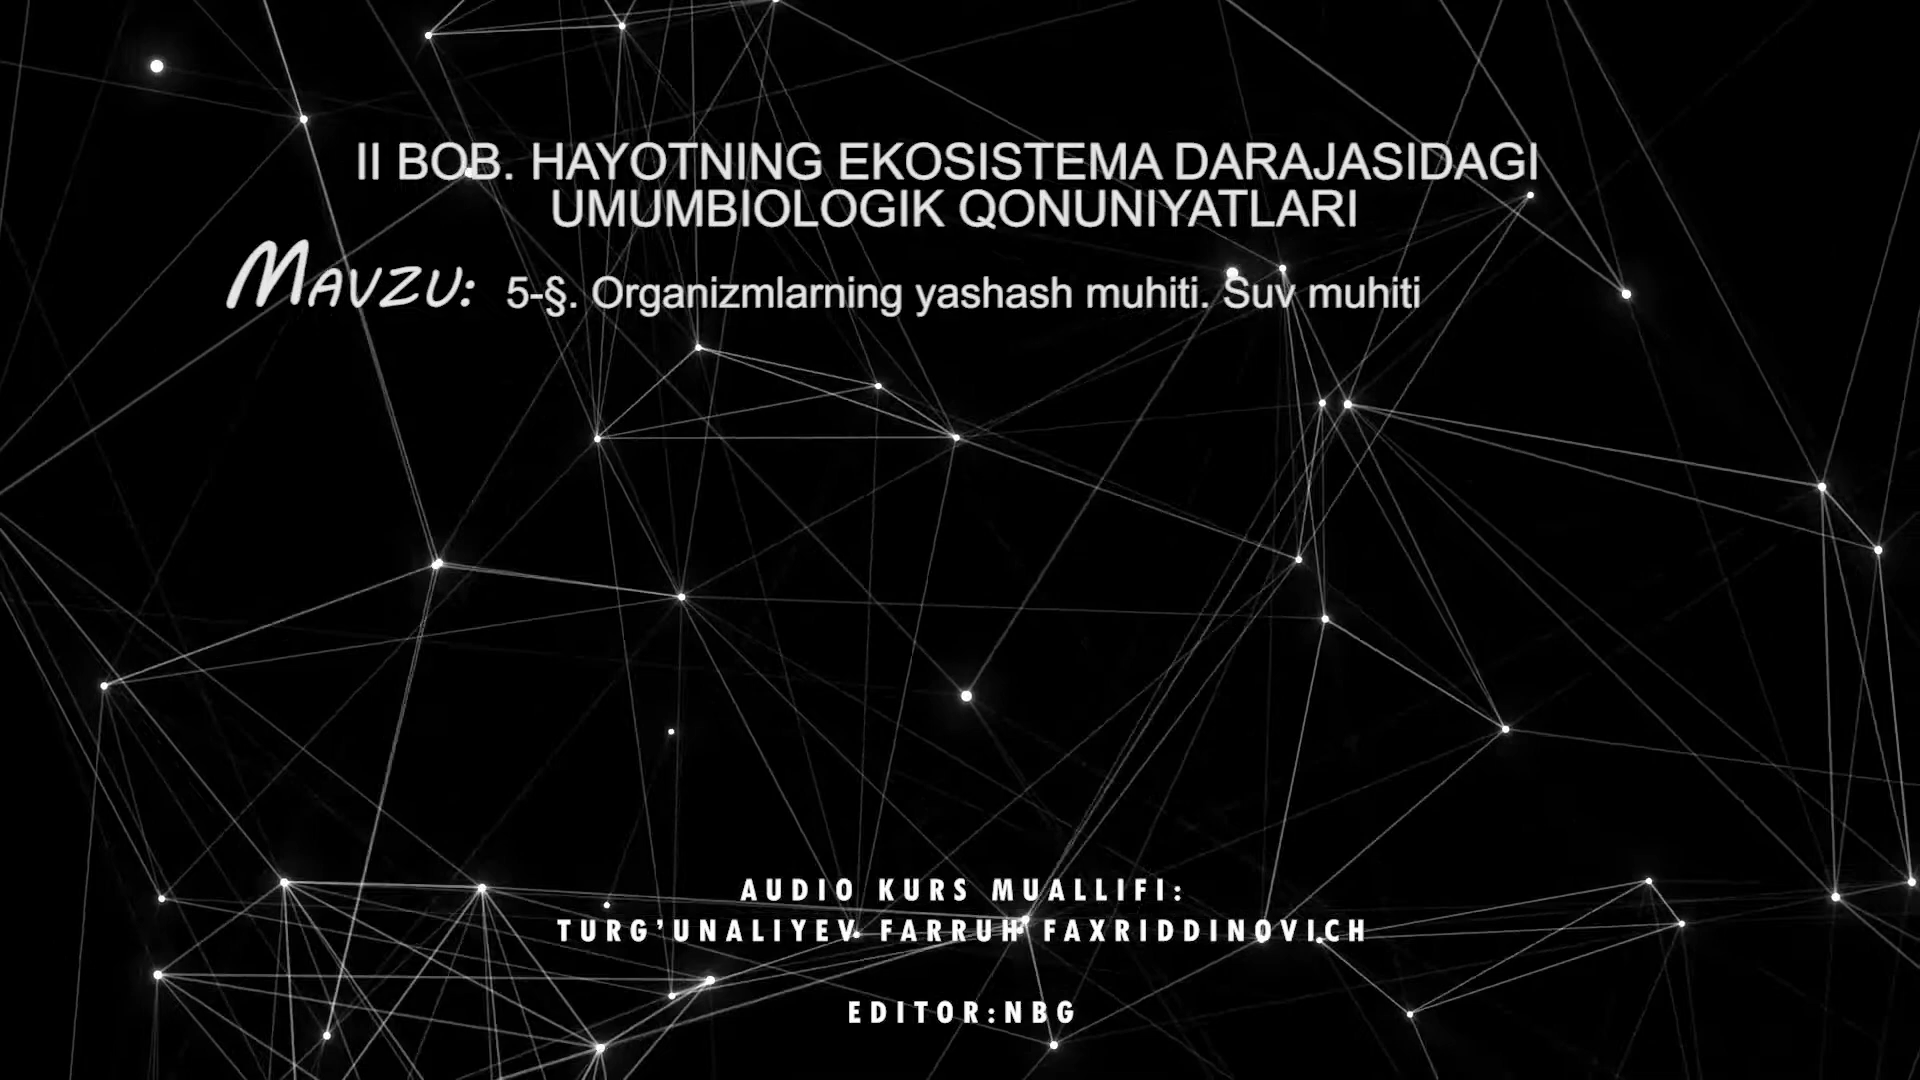 II BOB. HAYOTNING EKOSISTEMA DARAJASIDAGI
UMUMBIOLOGIK QONUNIYATLARI
MAVZU: 5-§. Organizmlarning yashash muhiti. Suv muhiti
AUDIO KURS MUALLIFI:
TURG’UNALIYEV FARRUH FAXRIDDINOVICH
EDITOR:NBG